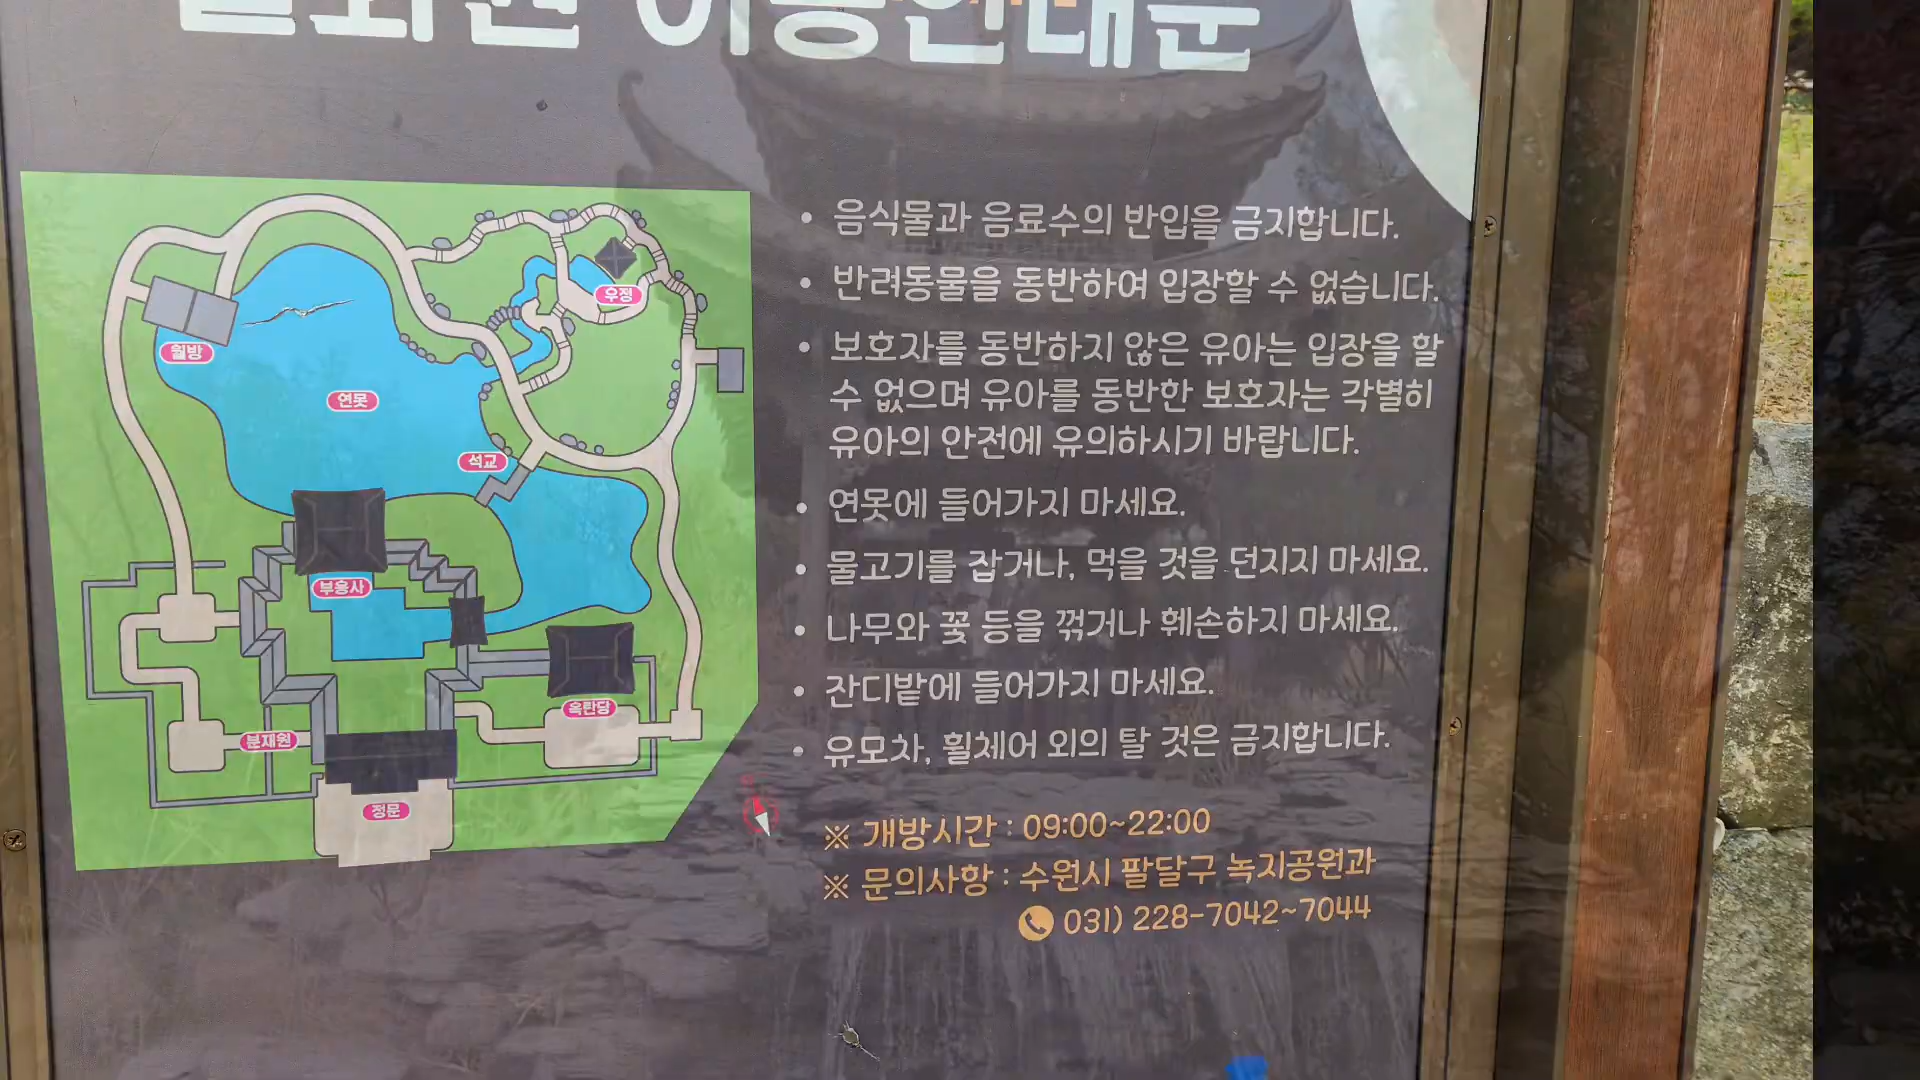 월화원 이용안내문
우정
월방
연못
석교
부용사
옥란당
분재원
정문
• 음식물과 음료수의 반입을 금지합니다.
• 반려동물을 동반하여 입장할 수 없습니다.
• 보호자를 동반하지 않은 유아는 입장을 할
수 없으며 유아를 동반한 보호자는 각별히
유아의 안전에 유의하시기 바랍니다.
• 연못에 들어가지 마세요.
• 물고기를 잡거나, 먹을 것을 던지지 마세요.
• 나무와 꽃 등을 꺾거나 훼손하지 마세요.
• 잔디밭에 들어가지 마세요.
• 유모차, 휠체어 외의 탈 것은 금지합니다.
※ 개방시간 : 09:00~22:00
※ 문의사항 : 수원시 팔달구 녹지공원과
031) 228-7042~7044